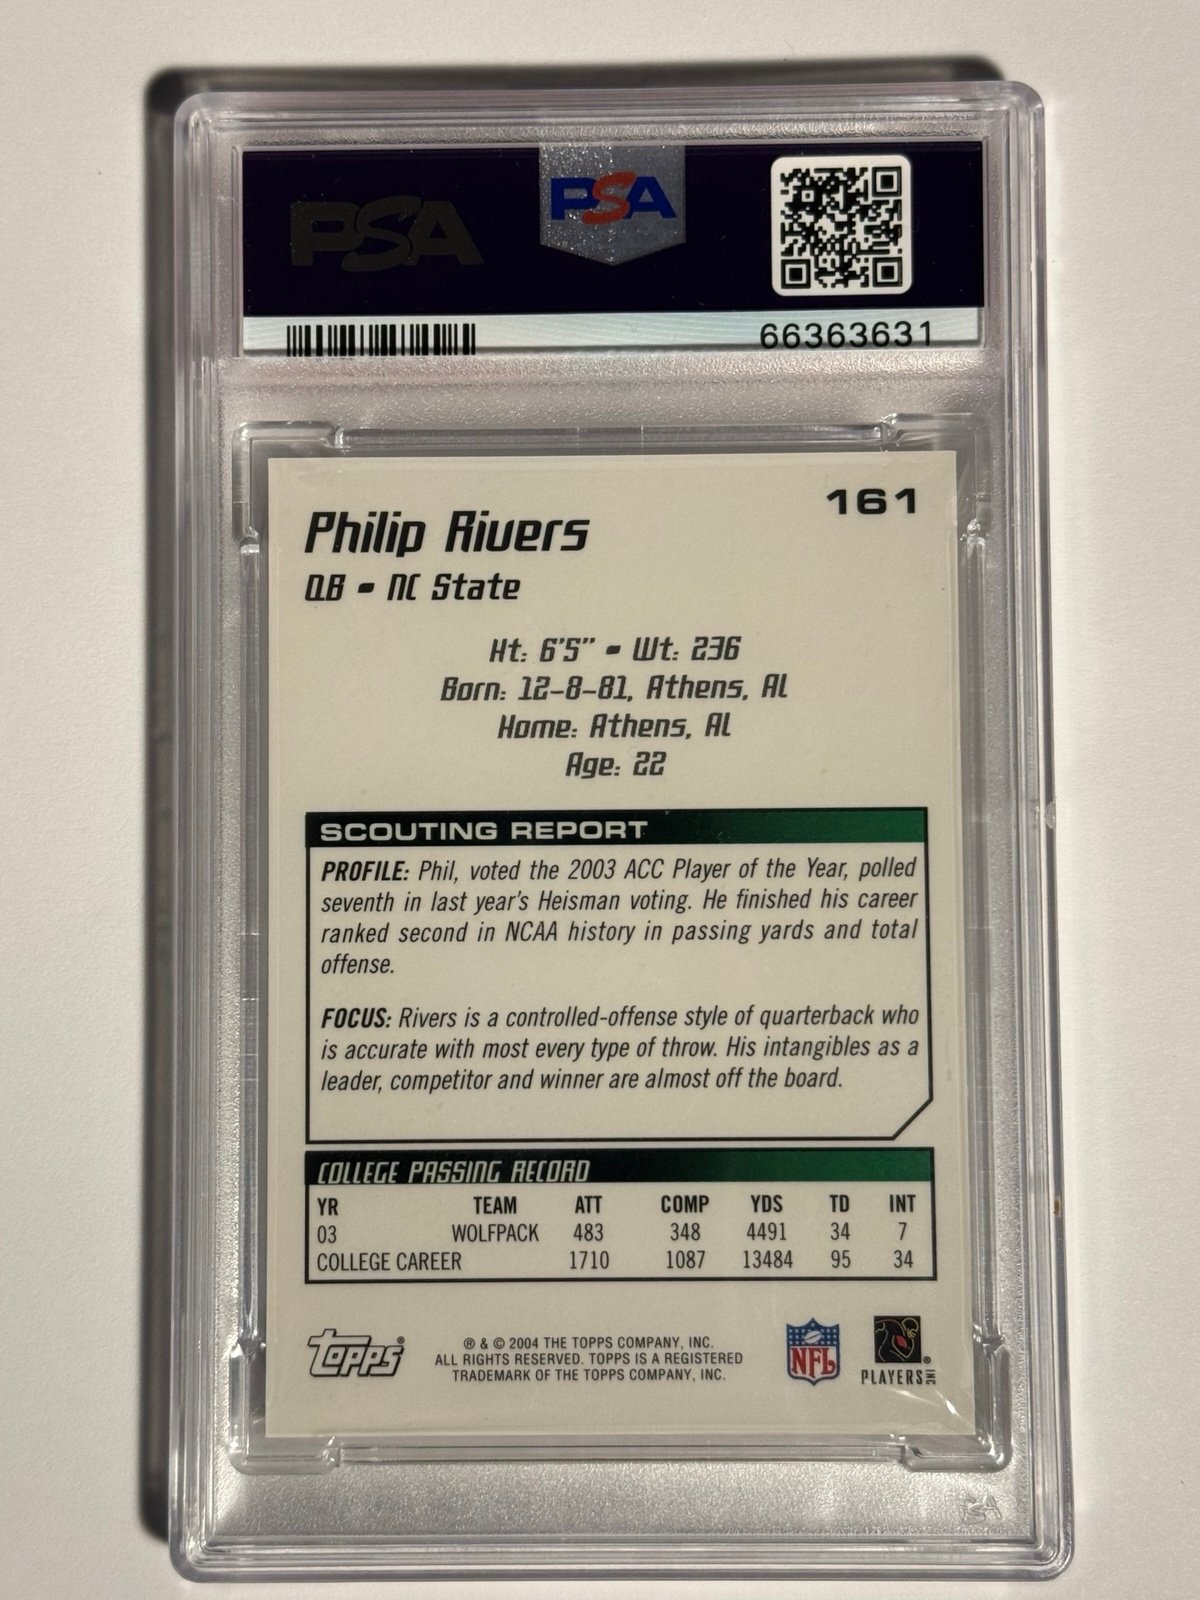 PSA
PSA
66363631
161
Philip Rivers
QB - NC State
Ht: 6'5" - Wt: 236
Born: 12-8-81, Athens, AL
Home: Athens, AL
Age: 22
SCOUTING REPORT
PROFILE: Phil, voted the 2003 ACC Player of the Year, polled
seventh in last year's Heisman voting. He finished his career
ranked second in NCAA history in passing yards and total
offense.
FOCUS: Rivers is a controlled-offense style of quarterback who
is accurate with most every type of throw. His intangibles as a
leader, competitor and winner are almost off the board.
COLLEGE PASSING RECORD
YR TEAM ATT COMP YDS TD INT
03 WOLFPACK 483 348 4491 34 7
COLLEGE CAREER 1710 1087 13484 95 34
Topps®
® & © 2004 THE TOPPS COMPANY, INC.
ALL RIGHTS RESERVED. TOPPS IS A REGISTERED
TRADEMARK OF THE TOPPS COMPANY, INC.
NFL
PLAYERS INC ®
PSA